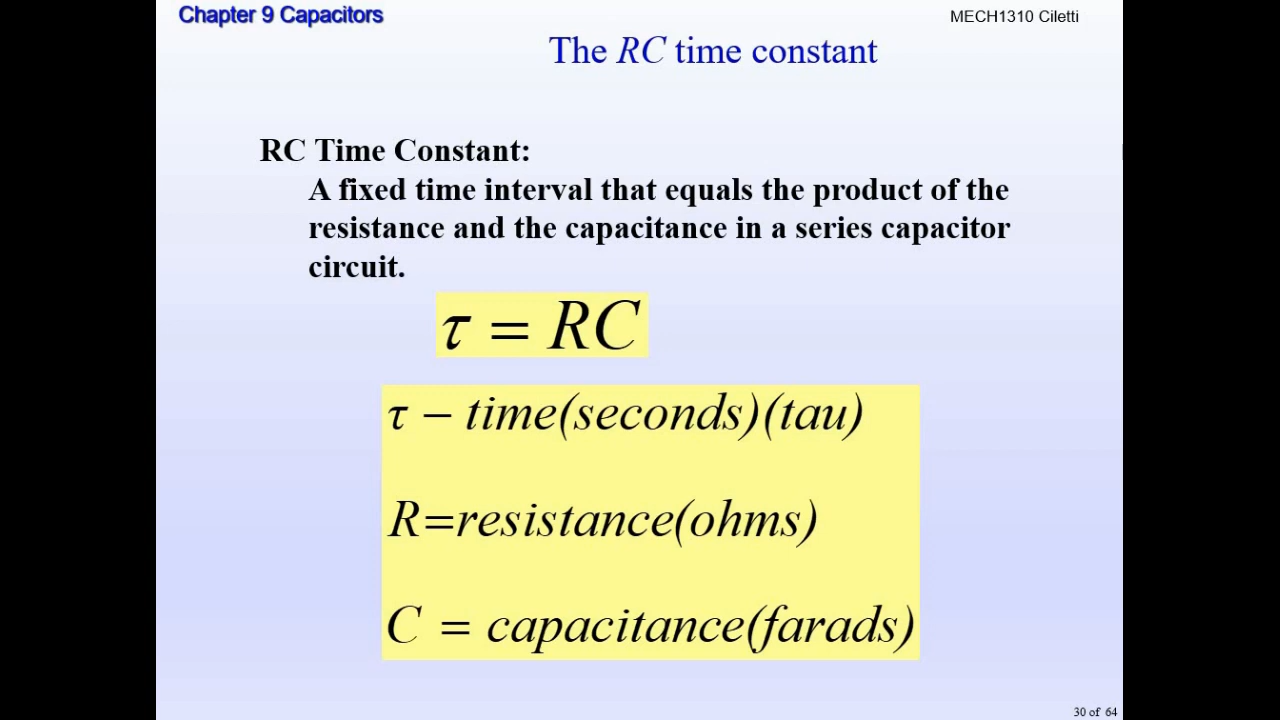 Chapter 9 Capacitors
MECH1310 Ciletti
The RC time constant
RC Time Constant:
A fixed time interval that equals the product of the
resistance and the capacitance in a series capacitor
circuit.
τ = RC
τ – time(seconds)(tau)
R=resistance(ohms)
C = capacitance(farads)
30 of 64